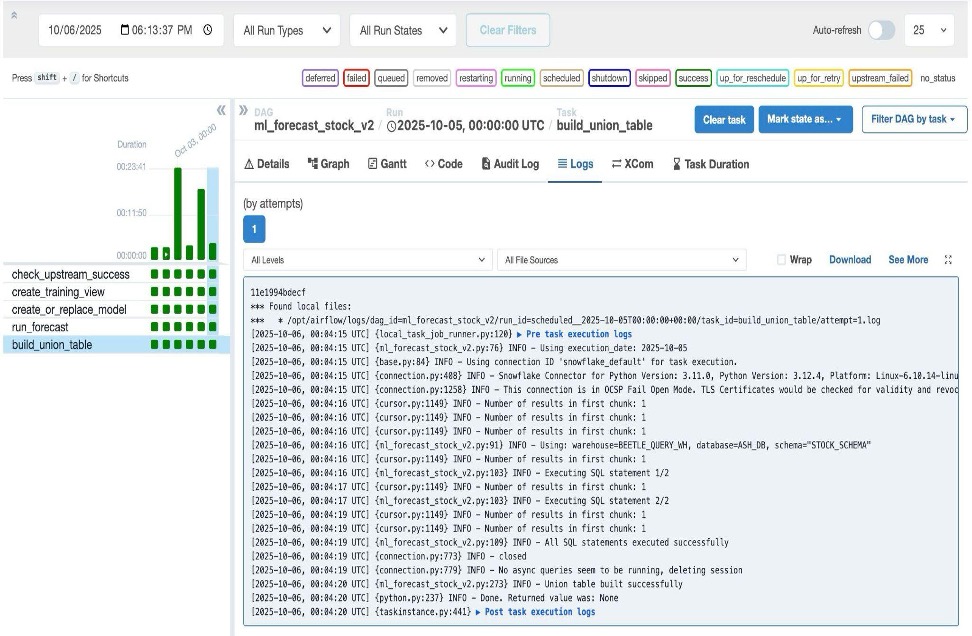 10/06/2025 06:13:37 PM All Run Types All Run States Clear Filters Auto-refresh 25
Press shift + / for Shortcuts
deferred failed queued removed restarting running scheduled shutdown skipped success up_for_reschedule up_for_retry upstream_failed no_status
Duration
Oct 03, 00:00
00:23:41
00:11:50
00:00:00
check_upstream_success
create_training_view
create_or_replace_model
run_forecast
build_union_table
DAG Run Task
ml_forecast_stock_v2 / 2025-10-05, 00:00:00 UTC / build_union_table
Clear task Mark state as... Filter DAG by task
Details Graph Gantt Code Audit Log Logs XCom Task Duration
(by attempts)
1
All Levels All File Sources Wrap Download See More
11e1994bdecf
*** Found local files:
*** * /opt/airflow/logs/dag_id=ml_forecast_stock_v2/run_id=scheduled__2025-10-05T00:00:00+00:00/task_id=build_union_table/attempt=1.log
[2025-10-06, 00:04:15 UTC] {local_task_job_runner.py:120} ▶ Pre task execution logs
[2025-10-06, 00:04:15 UTC] {ml_forecast_stock_v2.py:76} INFO - Using execution_date: 2025-10-05
[2025-10-06, 00:04:15 UTC] {base.py:84} INFO - Using connection ID 'snowflake_default' for task execution.
[2025-10-06, 00:04:15 UTC] {connection.py:408} INFO - Snowflake Connector for Python Version: 3.11.0, Python Version: 3.12.4, Platform: Linux-6.10.14-linu
[2025-10-06, 00:04:15 UTC] {connection.py:1258} INFO - This connection is in OCSP Fail Open Mode. TLS Certificates would be checked for validity and revoc
[2025-10-06, 00:04:16 UTC] {cursor.py:1149} INFO - Number of results in first chunk: 1
[2025-10-06, 00:04:16 UTC] {cursor.py:1149} INFO - Number of results in first chunk: 1
[2025-10-06, 00:04:16 UTC] {cursor.py:1149} INFO - Number of results in first chunk: 1
[2025-10-06, 00:04:16 UTC] {ml_forecast_stock_v2.py:91} INFO - Using: warehouse=BEETLE_QUERY_WH, database=ASH_DB, schema="STOCK_SCHEMA"
[2025-10-06, 00:04:16 UTC] {cursor.py:1149} INFO - Number of results in first chunk: 1
[2025-10-06, 00:04:16 UTC] {ml_forecast_stock_v2.py:103} INFO - Executing SQL statement 1/2
[2025-10-06, 00:04:17 UTC] {cursor.py:1149} INFO - Number of results in first chunk: 1
[2025-10-06, 00:04:17 UTC] {ml_forecast_stock_v2.py:103} INFO - Executing SQL statement 2/2
[2025-10-06, 00:04:19 UTC] {cursor.py:1149} INFO - Number of results in first chunk: 1
[2025-10-06, 00:04:19 UTC] {cursor.py:1149} INFO - Number of results in first chunk: 1
[2025-10-06, 00:04:19 UTC] {ml_forecast_stock_v2.py:109} INFO - All SQL statements executed successfully
[2025-10-06, 00:04:19 UTC] {connection.py:773} INFO - closed
[2025-10-06, 00:04:19 UTC] {connection.py:779} INFO - No async queries seem to be running, deleting session
[2025-10-06, 00:04:20 UTC] {ml_forecast_stock_v2.py:273} INFO - Union table built successfully
[2025-10-06, 00:04:20 UTC] {python.py:237} INFO - Done. Returned value was: None
[2025-10-06, 00:04:20 UTC] {taskinstance.py:441} ▶ Post task execution logs